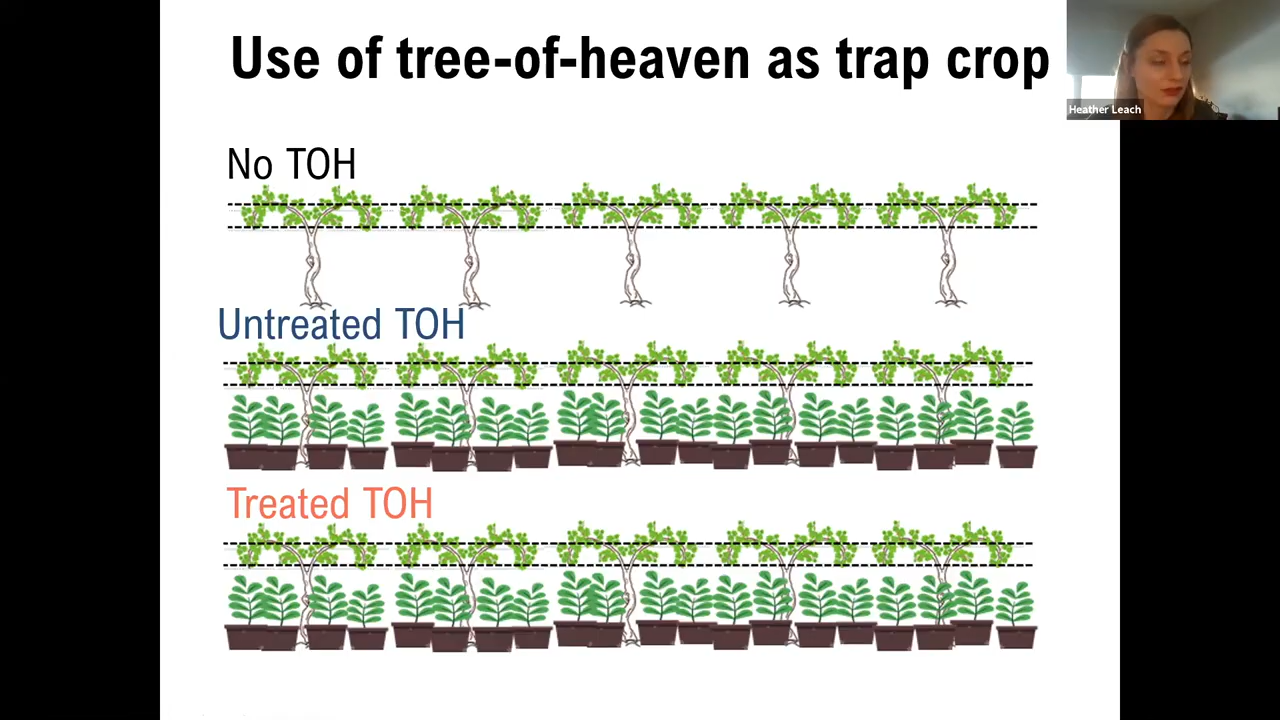 Use of tree-of-heaven as trap crop
Heather Leach
No TOH
Untreated TOH
Treated TOH